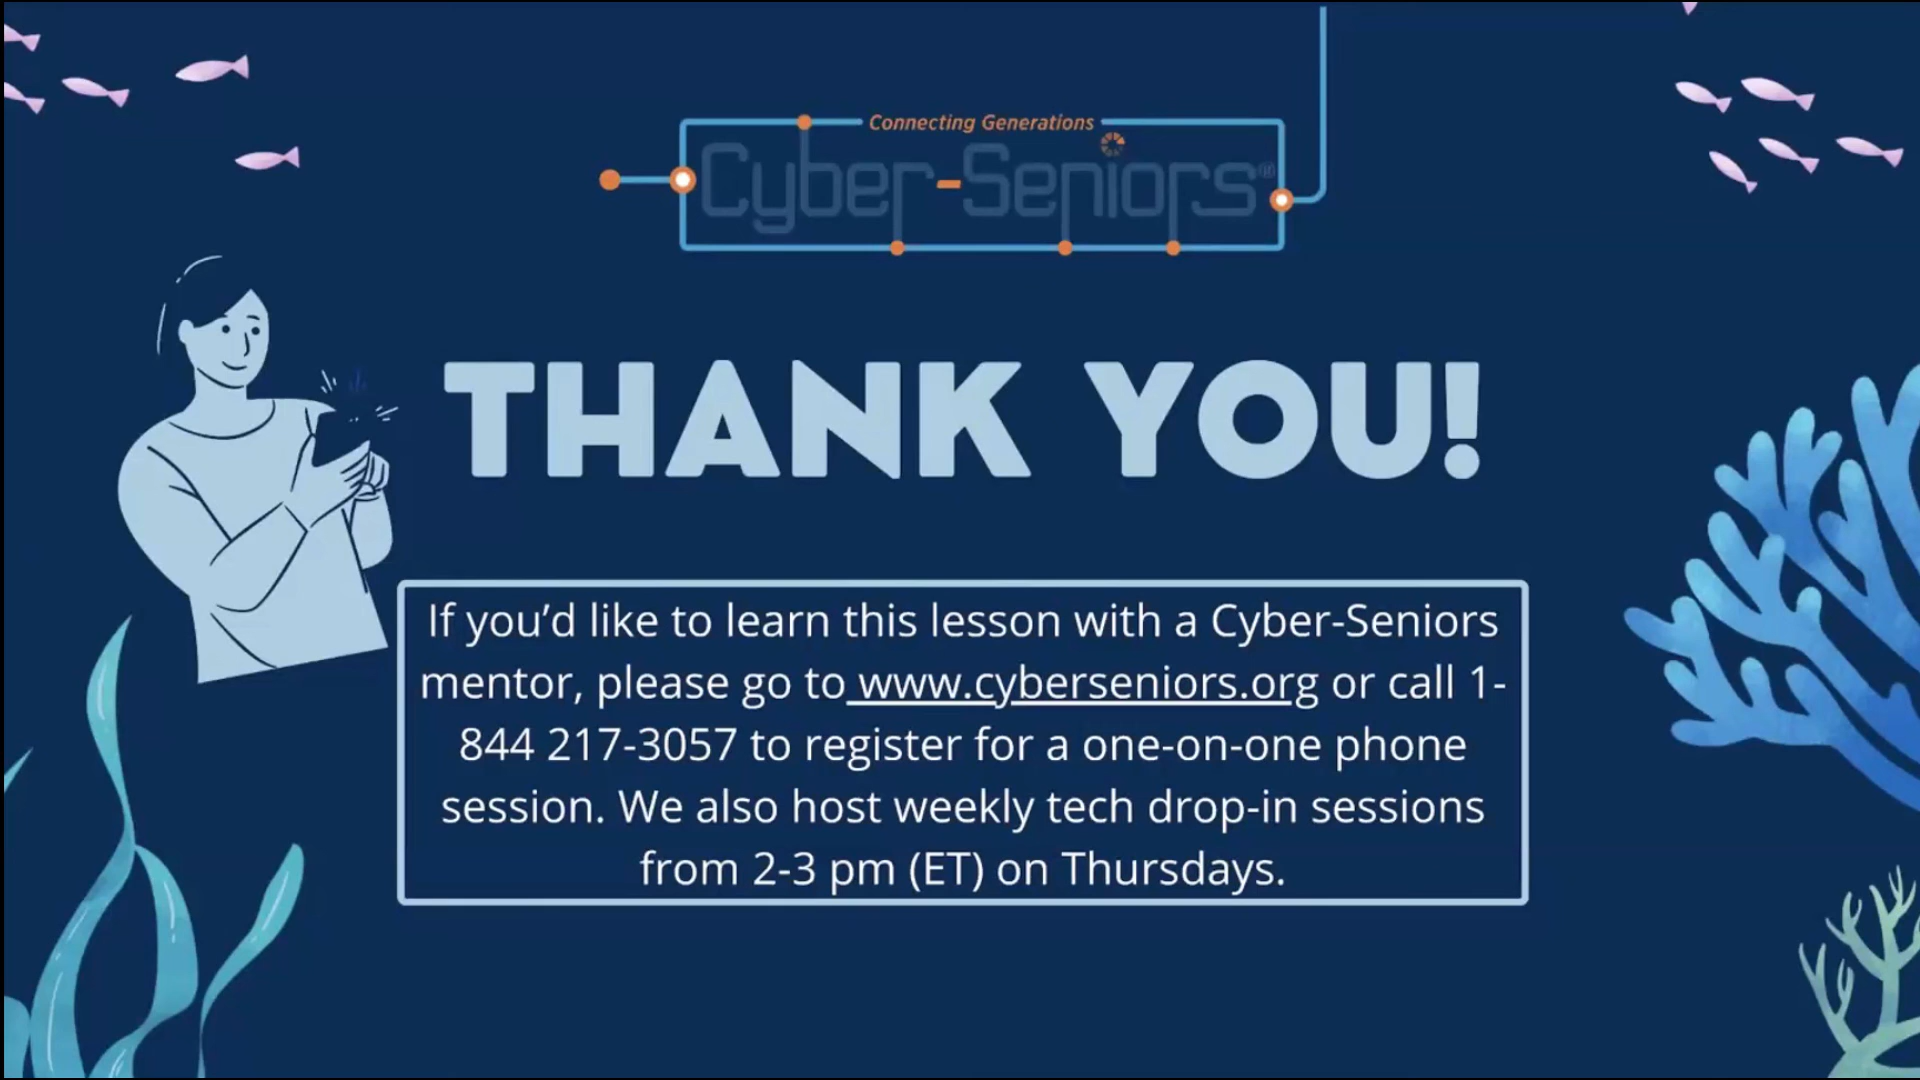 Connecting Generations
Cyber-Seniors®
THANK YOU!
If you’d like to learn this lesson with a Cyber-Seniors
mentor, please go to www.cyberseniors.org or call 1-
844 217-3057 to register for a one-on-one phone
session. We also host weekly tech drop-in sessions
from 2-3 pm (ET) on Thursdays.